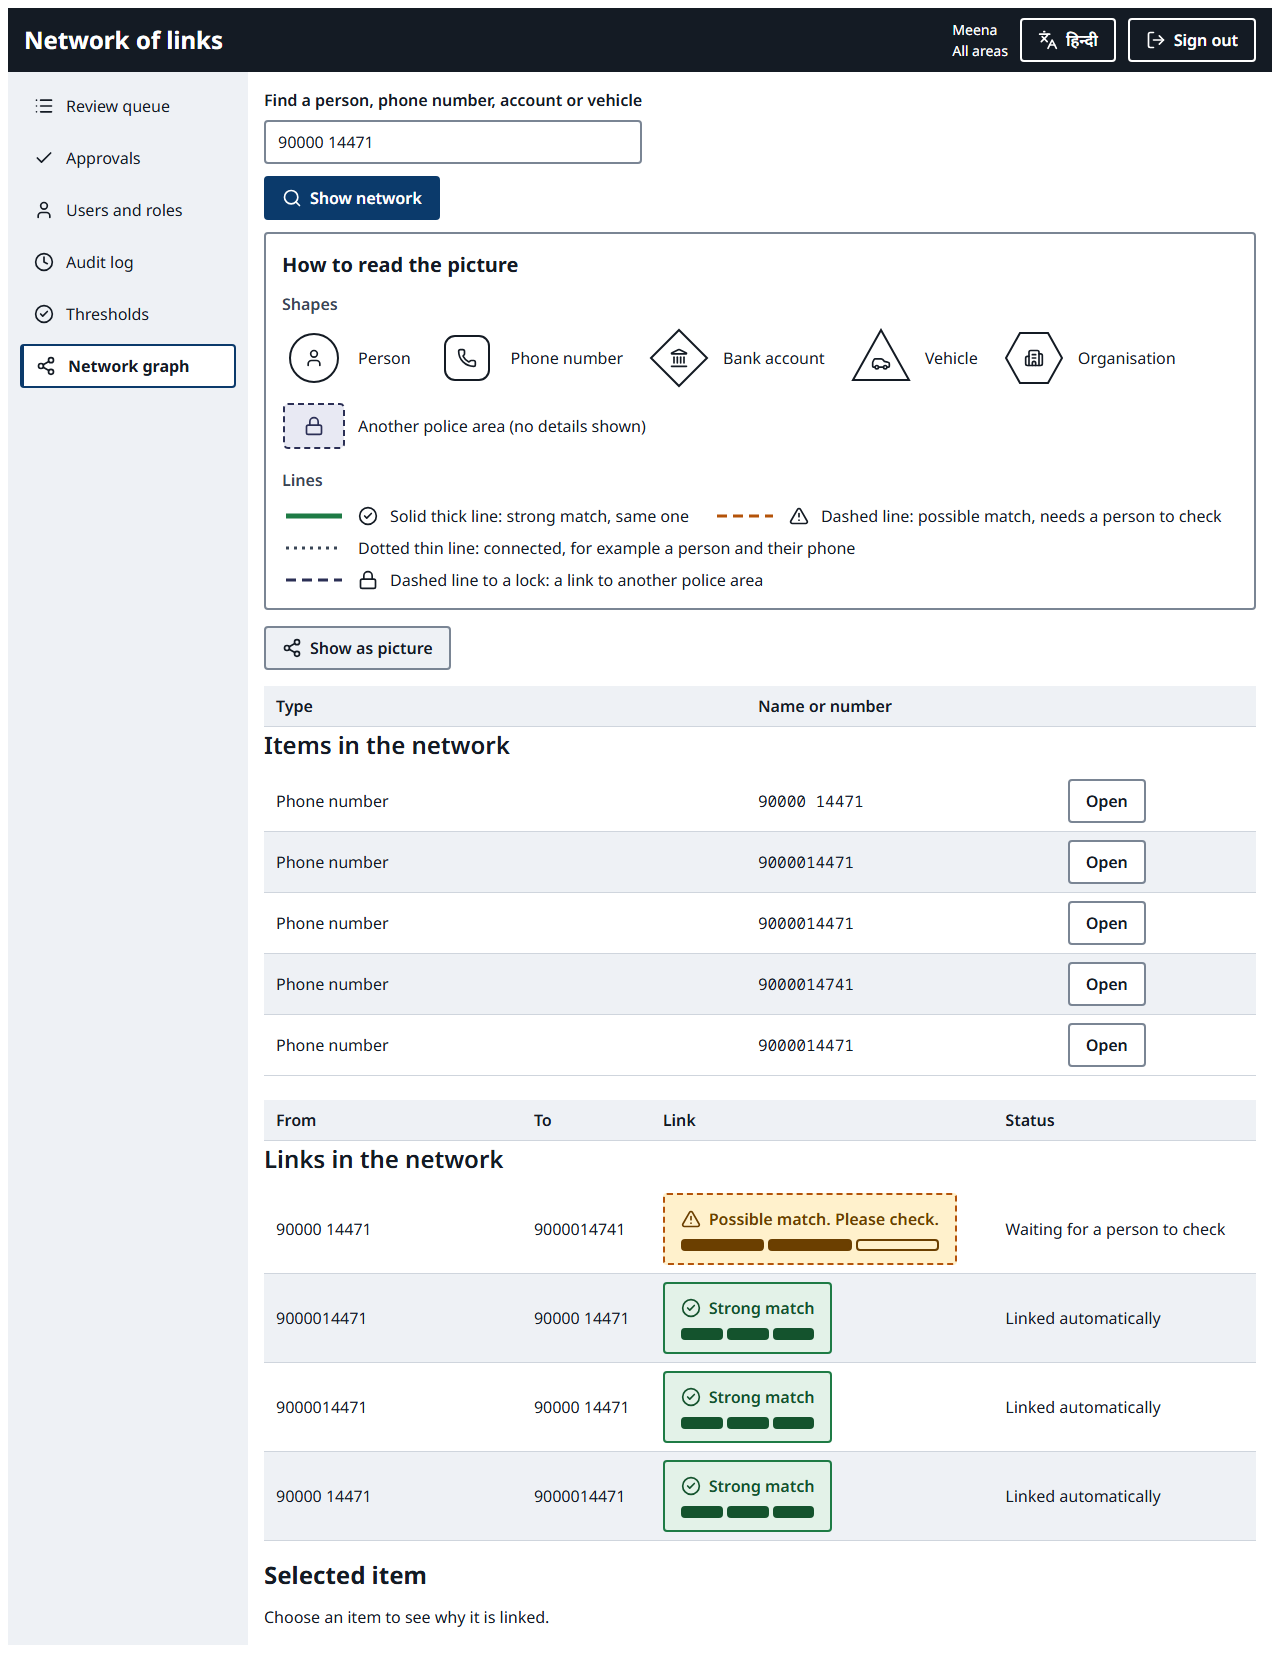 Network of links
Meena
All areas
हिन्दी
Sign out
Review queue
Approvals
Users and roles
Audit log
Thresholds
Network graph
Find a person, phone number, account or vehicle
90000 14471
Show network
How to read the picture
Shapes
Person
Phone number
Bank account
Vehicle
Organisation
Another police area (no details shown)
Lines
Solid thick line: strong match, same one
Dashed line: possible match, needs a person to check
Dotted thin line: connected, for example a person and their phone
Dashed line to a lock: a link to another police area
Show as picture
Type Name or number
Items in the network
Phone number 90000 14471 Open
Phone number 9000014471 Open
Phone number 9000014471 Open
Phone number 9000014741 Open
Phone number 9000014471 Open
From To Link Status
Links in the network
90000 14471 9000014741 Possible match. Please check. Waiting for a person to check
9000014471 90000 14471 Strong match Linked automatically
9000014471 90000 14471 Strong match Linked automatically
90000 14471 9000014471 Strong match Linked automatically
Selected item
Choose an item to see why it is linked.